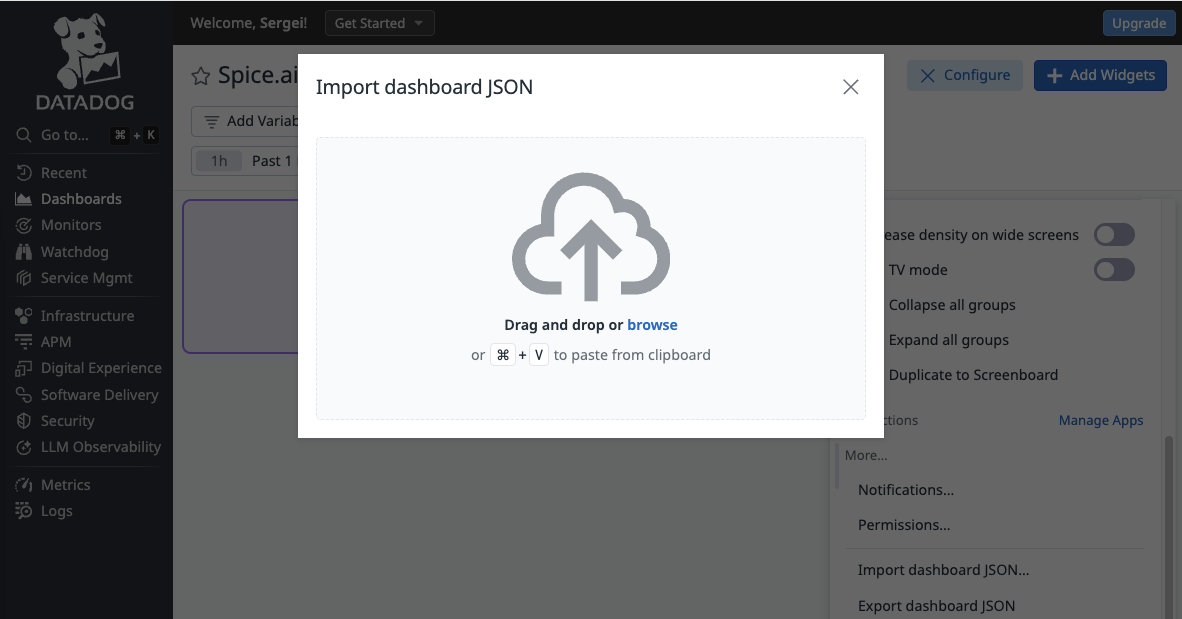 DATADOG
Go to... ⌘ + K
Recent
Dashboards
Monitors
Watchdog
Service Mgmt
Infrastructure
APM
Digital Experience
Software Delivery
Security
LLM Observability
Metrics
Logs
Welcome, Sergei!
Get Started
Upgrade
Spice.ai
Configure
Add Widgets
Add Variab
1h Past 1
Import dashboard JSON
Drag and drop or browse
or ⌘ + V to paste from clipboard
ease density on wide screens
TV mode
Collapse all groups
Expand all groups
Duplicate to Screenboard
ctions
Manage Apps
More...
Notifications...
Permissions...
Import dashboard JSON...
Export dashboard JSON